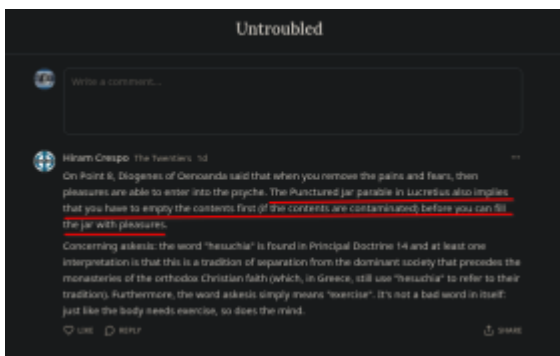 Untroubled
Write a comment...
Hiram Crespo The Twentiers 1d
On Point 8, Diogenes of Oenoanda said that when you remove the pains and fears, then
pleasures are able to enter into the psyche. The Punctured Jar parable in Lucretius also implies
that you have to empty the contents first (if the contents are contaminated) before you can fill
the jar with pleasures.
Concerning askesis: the word "hesuchia" is found in Principal Doctrine 14 and at least one
interpretation is that this is a tradition of separation from the dominant society that precedes the
monasteries of the orthodox Christian faith (which, in Greece, still use "hesuchia" to refer to their
tradition). Furthermore, the word askesis simply means "exercise". It's not a bad word in itself:
just like the body needs exercise, so does the mind.
LIKE REPLY SHARE